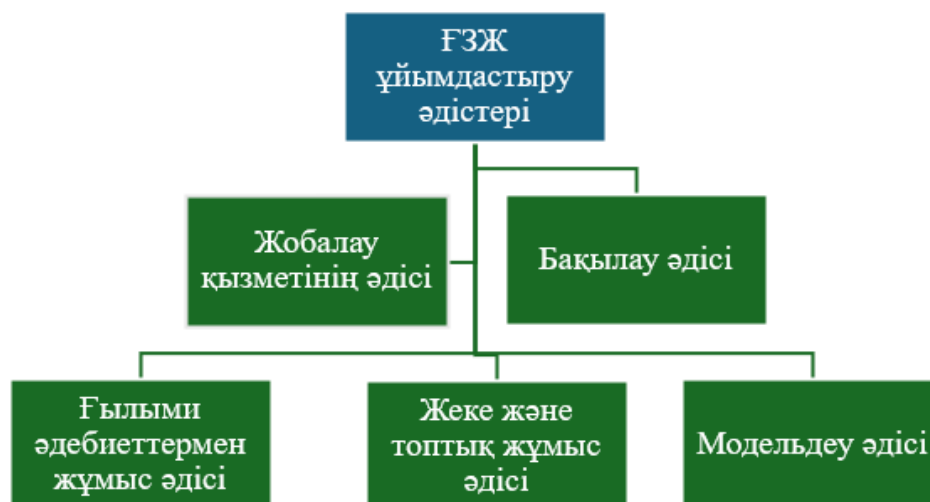 ҒЗЖ
ұйымдастыру
әдістері
Жобалау
қызметінің әдісі
Бақылау әдісі
Ғылыми
әдебиеттермен
жұмыс әдісі
Жеке және
топтық жұмыс
әдісі
Модельдеу әдісі